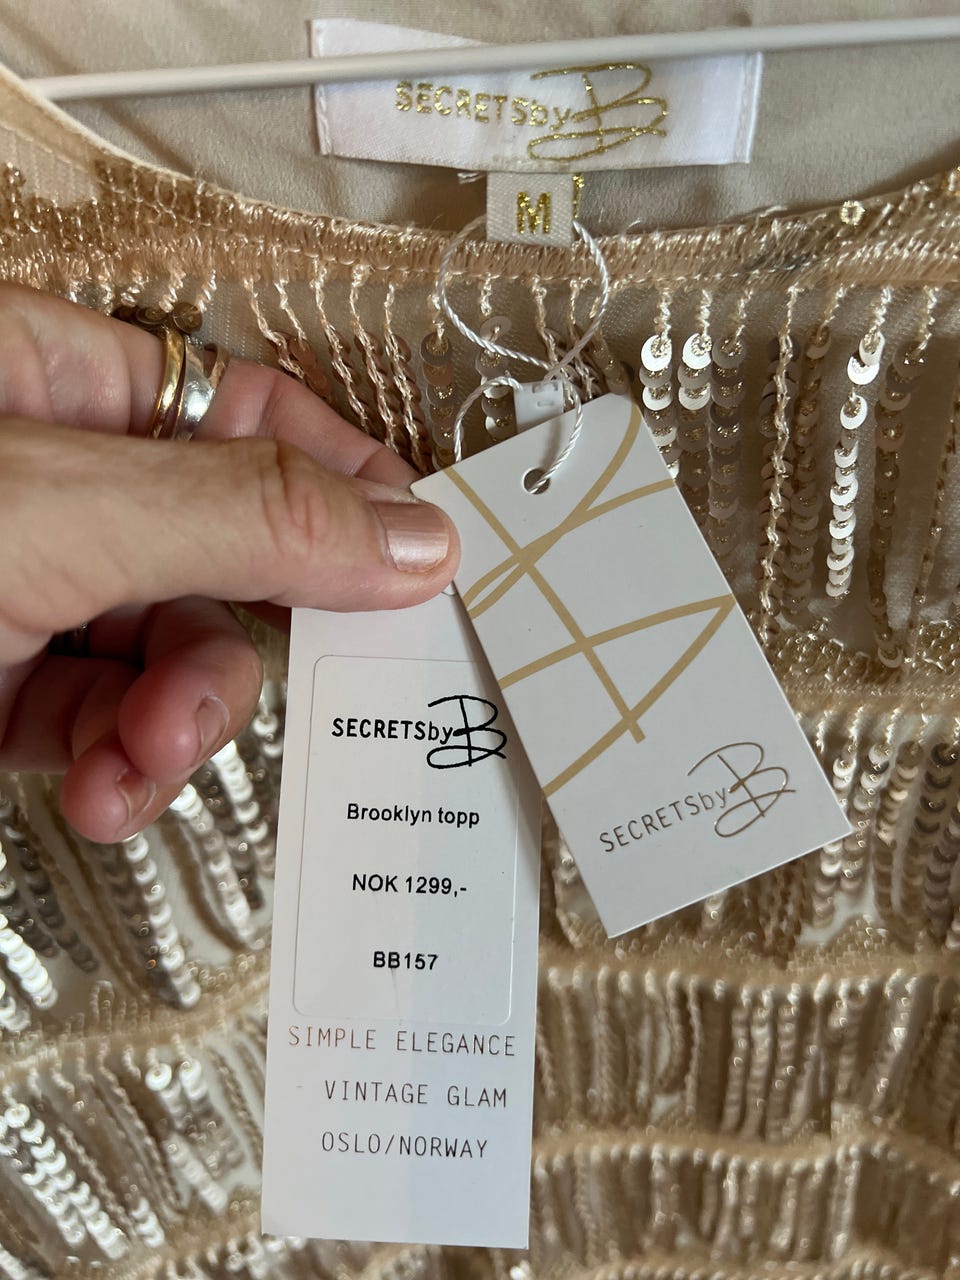 SECRETSbyB
M
SECRETSbyB
Brooklyn topp
NOK 1299,-
BB157
SIMPLE ELEGANCE
VINTAGE GLAM
OSLO/NORWAY
SECRETSbyB